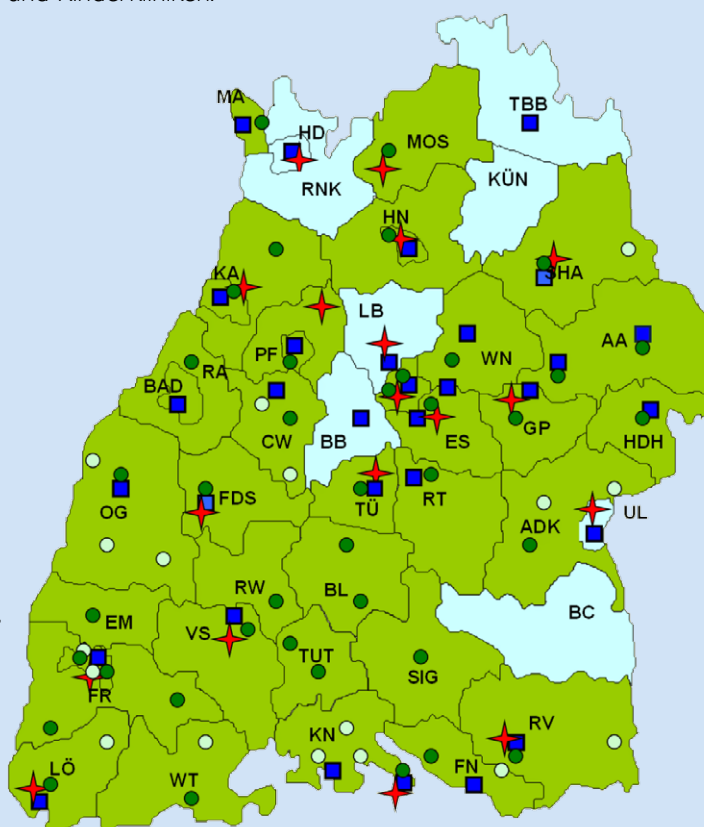 und Kinderkliniken.
MA
TBB
HD
MOS
RNK
KÜN
HN
KA
SHA
LB
AA
PF
WN
RA
BAD
CW
BB
ES
GP
HDH
OG
FDS
TÜ
RT
ADK
UL
RW
BL
BC
EM
VS
TUT
SIG
FR
KN
RV
LÖ
WT
FN